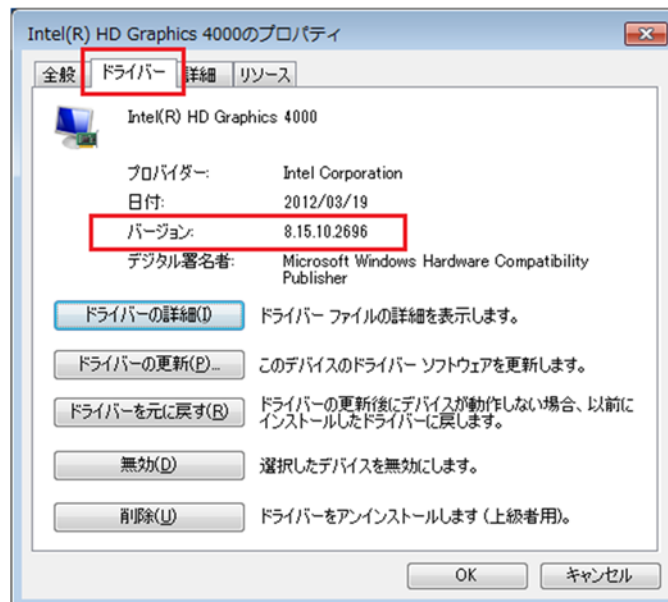 Intel(R) HD Graphics 4000のプロパティ
全般 ドライバー 詳細 リソース
Intel(R) HD Graphics 4000
プロバイダー: Intel Corporation
日付: 2012/03/19
バージョン: 8.15.10.2696
デジタル署名者: Microsoft Windows Hardware Compatibility
Publisher
ドライバーの詳細(I) ドライバー ファイルの詳細を表示します。
ドライバーの更新(P)... このデバイスのドライバー ソフトウェアを更新します。
ドライバーを元に戻す(R) ドライバーの更新後にデバイスが動作しない場合、以前に
インストールしたドライバーに戻します。
無効(D) 選択したデバイスを無効にします。
削除(U) ドライバーをアンインストールします (上級者用)。
OK キャンセル